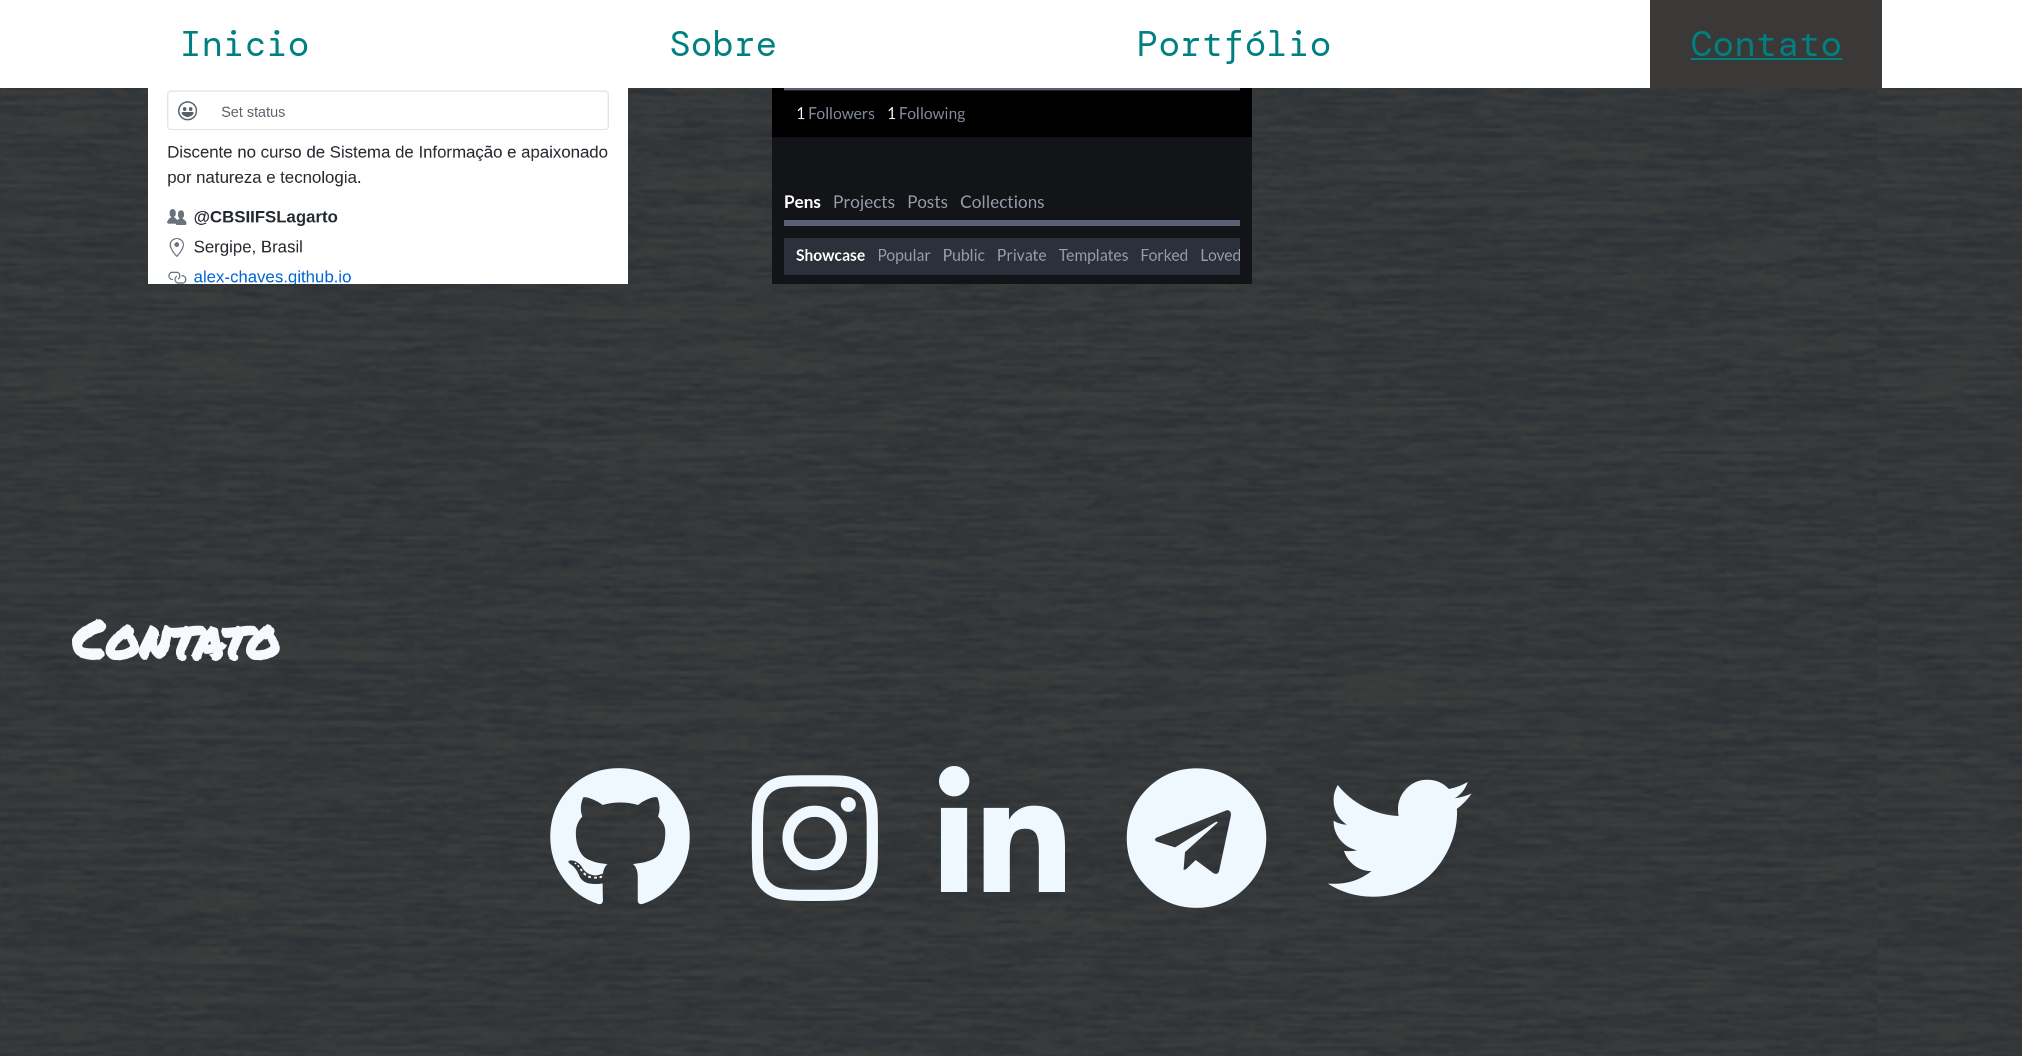 Inicio Sobre Portfólio Contato
Set status
Discente no curso de Sistema de Informação e apaixonado
por natureza e tecnologia.
@CBSIIFSLagarto
Sergipe, Brasil
alex-chaves.github.io
1 Followers 1 Following
Pens Projects Posts Collections
Showcase Popular Public Private Templates Forked Loved
Contato
in